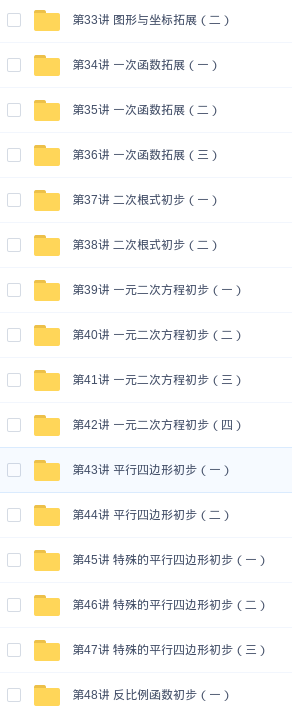 第33讲 图形与坐标拓展（二）
第34讲 一次函数拓展（一）
第35讲 一次函数拓展（二）
第36讲 一次函数拓展（三）
第37讲 二次根式初步（一）
第38讲 二次根式初步（二）
第39讲 一元二次方程初步（一）
第40讲 一元二次方程初步（二）
第41讲 一元二次方程初步（三）
第42讲 一元二次方程初步（四）
第43讲 平行四边形初步（一）
第44讲 平行四边形初步（二）
第45讲 特殊的平行四边形初步（一）
第46讲 特殊的平行四边形初步（二）
第47讲 特殊的平行四边形初步（三）
第48讲 反比例函数初步（一）